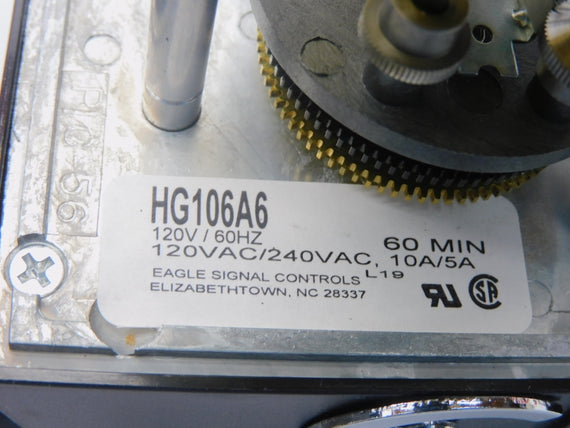 HG106A6
120V / 60HZ
60 MIN
120VAC/240VAC, 10A/5A
EAGLE SIGNAL CONTROLS L19
ELIZABETHTOWN, NC 28337